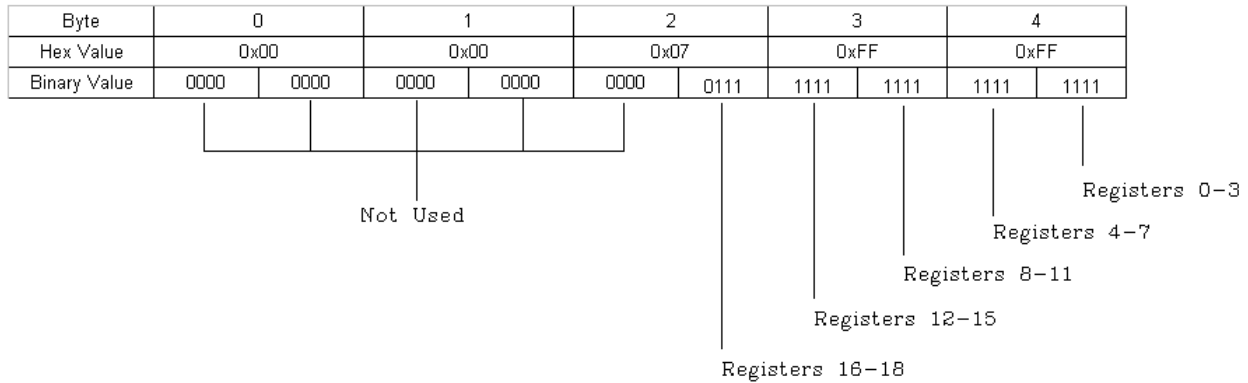 Byte 0 1 2 3 4
Hex Value 0x00 0x00 0x07 0xFF 0xFF
Binary Value 0000 0000 0000 0000 0000 0111 1111 1111 1111 1111
Registers 0-3
Not Used
Registers 4-7
Registers 8-11
Registers 12-15
Registers 16-18